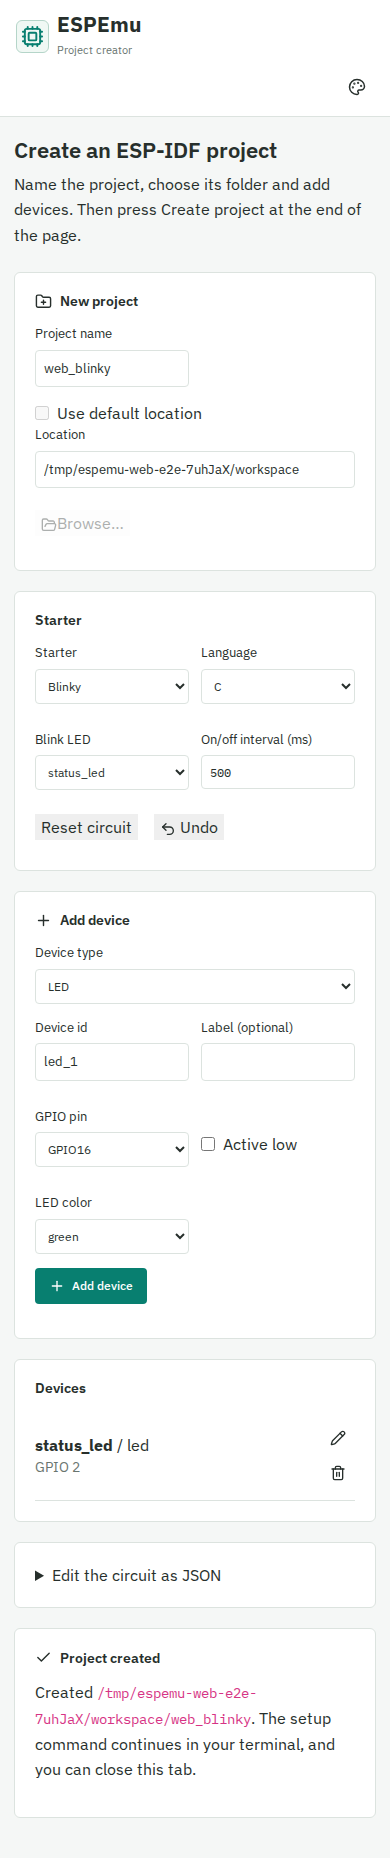 ESPEmu
Project creator
Create an ESP-IDF project
Name the project, choose its folder and add
devices. Then press Create project at the end of
the page.
New project
Project name
web_blinky
Use default location
Location
/tmp/espemu-web-e2e-7uhJaX/workspace
Browse...
Starter
Starter
Language
Blinky
C
Blink LED
On/off interval (ms)
status_led
500
Reset circuit
Undo
Add device
Device type
LED
Device id
Label (optional)
led_1
GPIO pin
GPIO16
Active low
LED color
green
Add device
Devices
status_led / led
GPIO 2
Edit the circuit as JSON
Project created
Created /tmp/espemu-web-e2e-
7uhJaX/workspace/web_blinky. The setup
command continues in your terminal, and
you can close this tab.